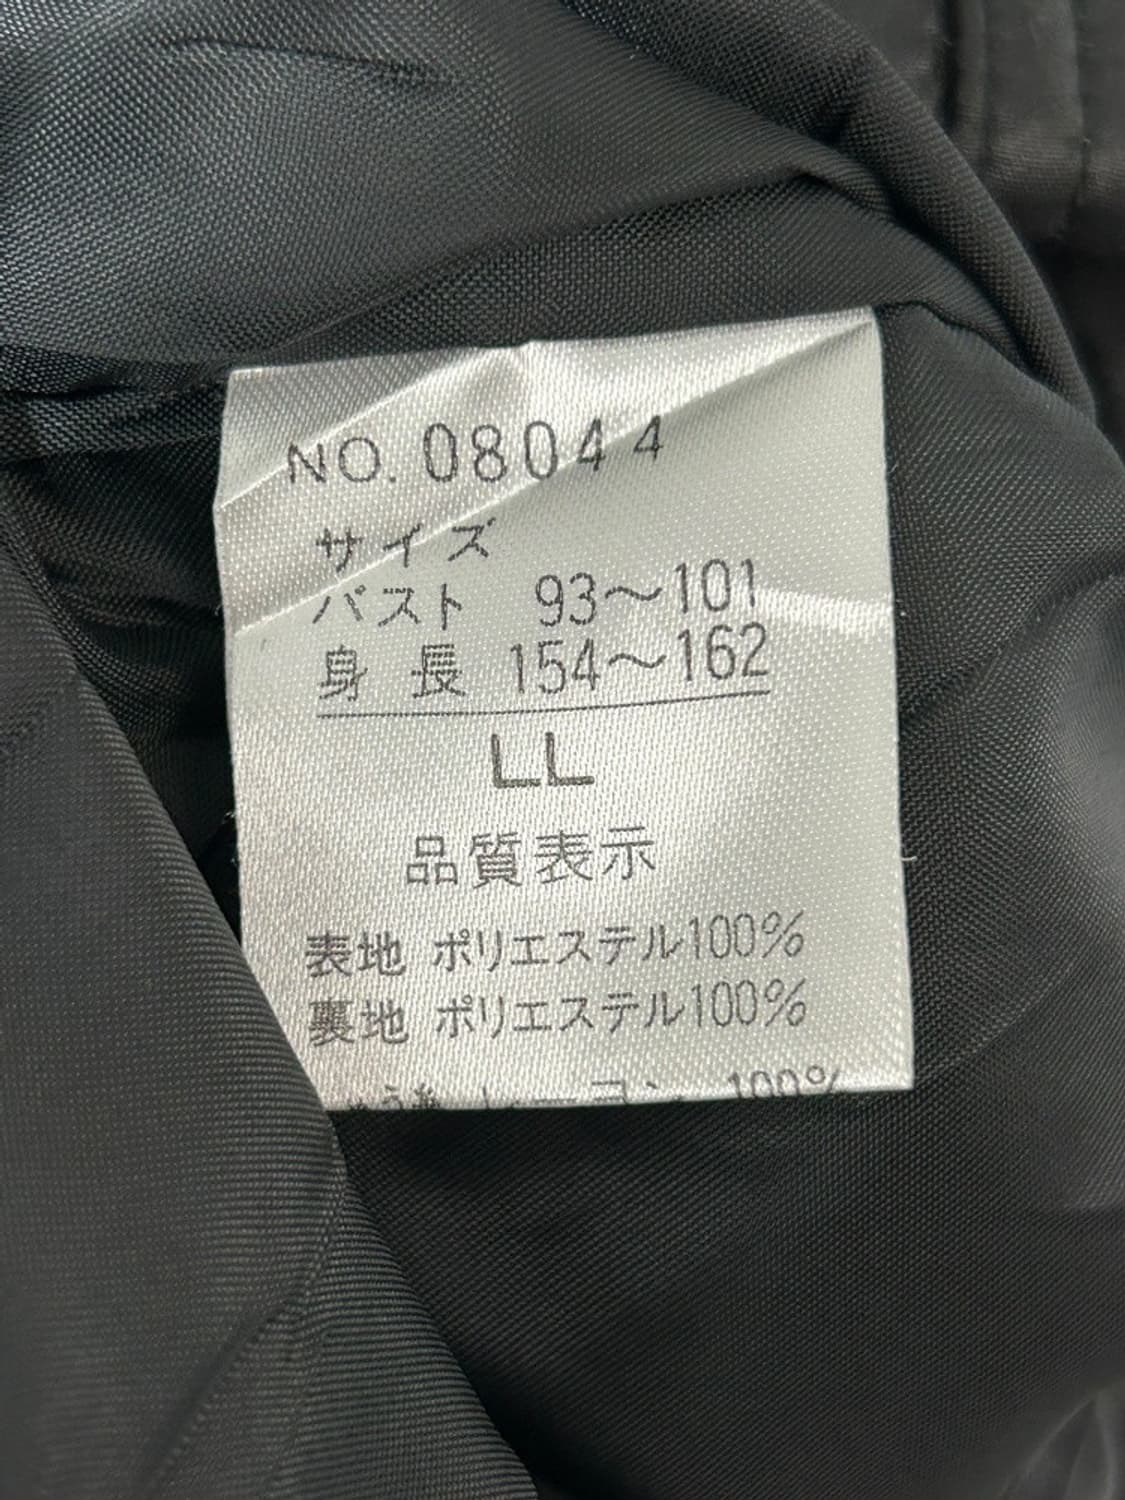 NO. 08044
サイズ
バスト 93〜101
身長 154〜162
LL
品質表示
表地 ポリエステル100%
裏地 ポリエステル100%
100%